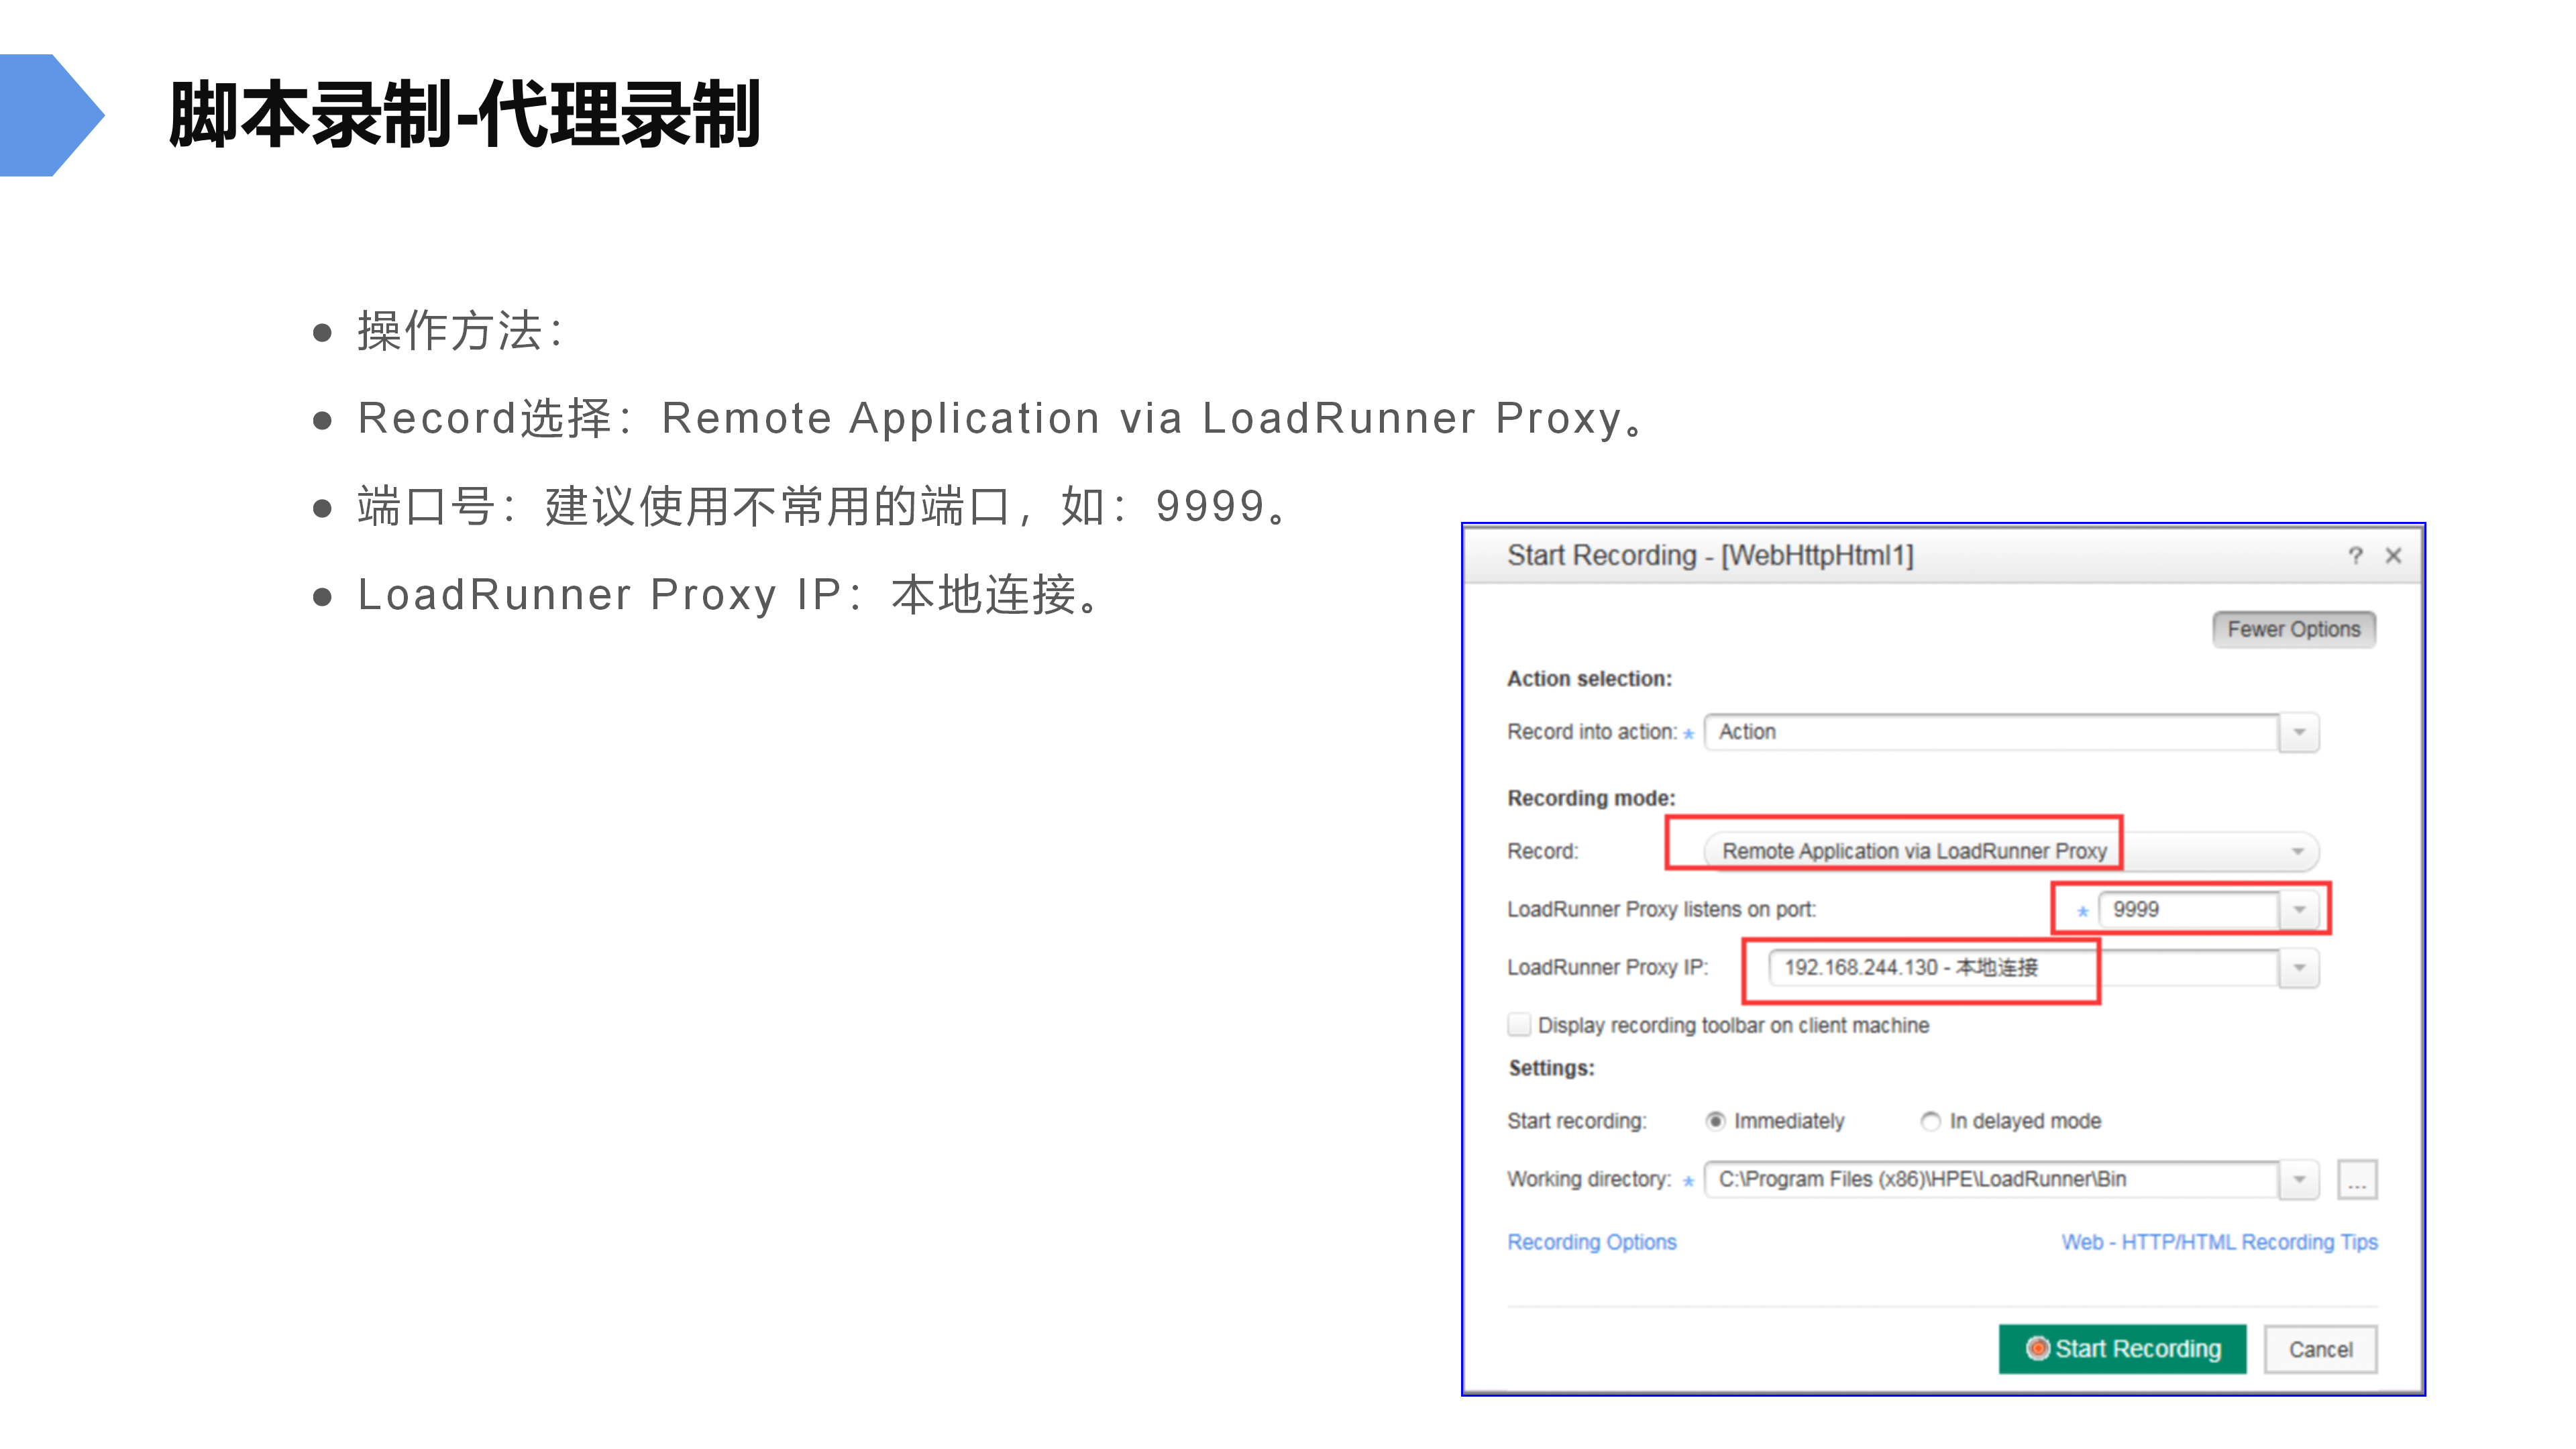 脚本录制-代理录制
● 操作方法：
● Record选择：Remote Application via LoadRunner Proxy。
● 端口号：建议使用不常用的端口，如：9999。
● LoadRunner Proxy IP：本地连接。
Start Recording - [WebHttpHtml1] ? ×
Fewer Options
Action selection:
Record into action: * Action
Recording mode:
Record: Remote Application via LoadRunner Proxy
LoadRunner Proxy listens on port: * 9999
LoadRunner Proxy IP: 192.168.244.130 - 本地连接
Display recording toolbar on client machine
Settings:
Start recording: Immediately In delayed mode
Working directory: * C:\Program Files (x86)\HPE\LoadRunner\Bin ...
Recording Options Web - HTTP/HTML Recording Tips
Start Recording Cancel